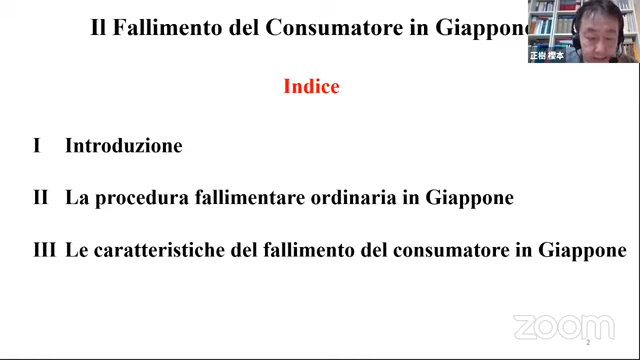 Il Fallimento del Consumatore in Giappone
正樹 櫻本
Indice
I Introduzione
II La procedura fallimentare ordinaria in Giappone
III Le caratteristiche del fallimento del consumatore in Giappone
zoom
2